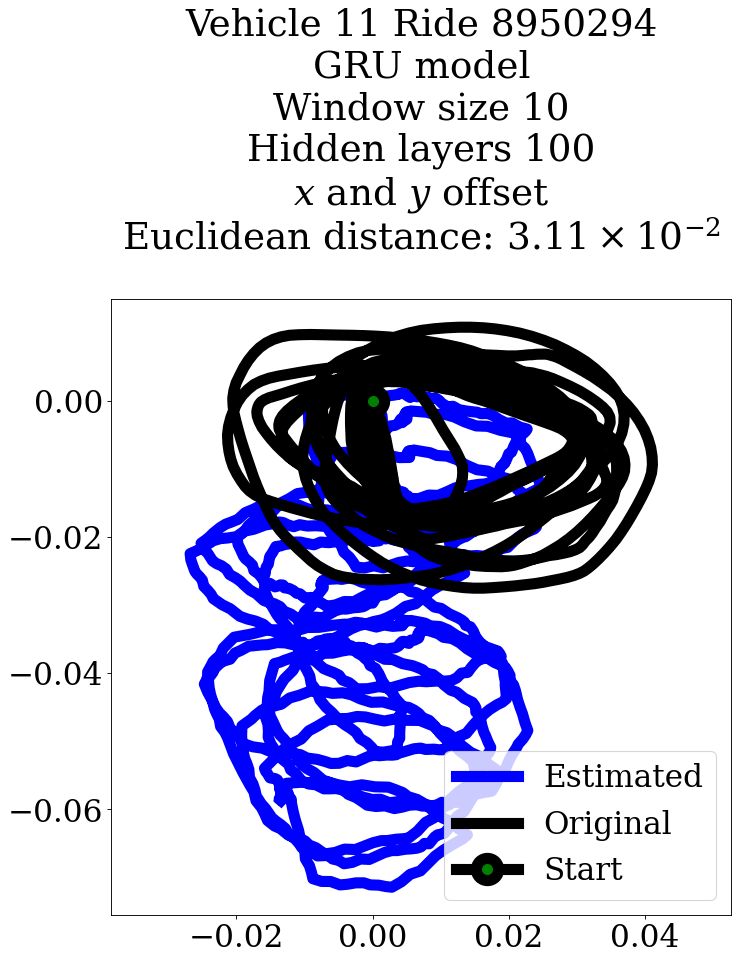 Vehicle 11 Ride 8950294
GRU model
Window size 10
Hidden layers 100
x and y offset
Euclidean distance: 3.11 × 10⁻²
0.00
−0.02
−0.04
−0.06
Estimated
Original
Start
−0.02 0.00 0.02 0.04